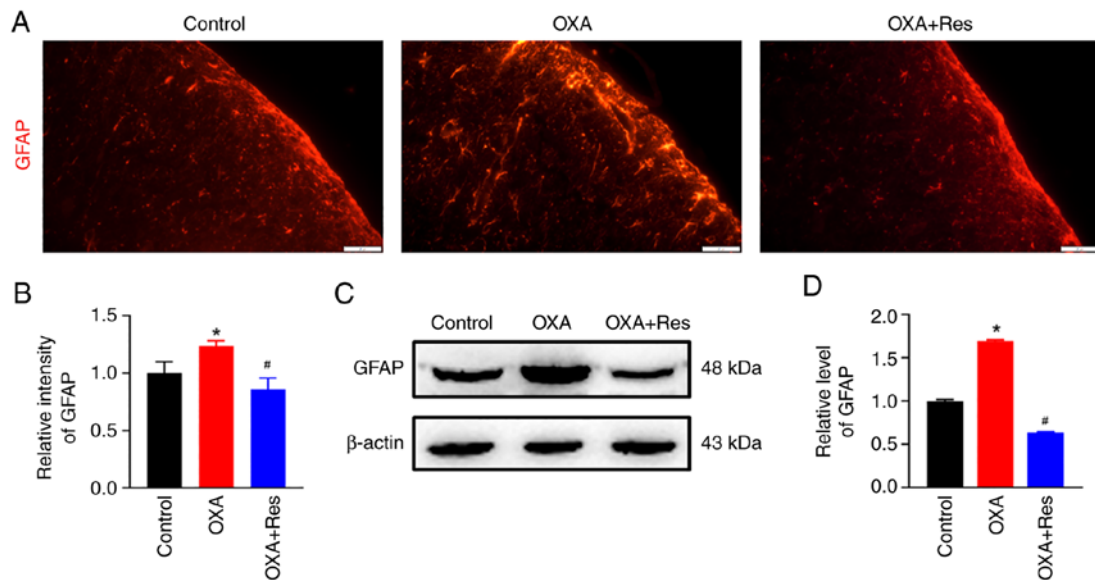 A
Control
OXA
OXA+Res
GFAP
B
Relative intensity
of GFAP
1.5
1.0
0.5
0.0
*
#
Control
OXA
OXA+Res
C
Control
OXA
OXA+Res
GFAP
48 kDa
β-actin
43 kDa
D
Relative level
of GFAP
2.0
1.5
1.0
0.5
0.0
*
#
Control
OXA
OXA+Res